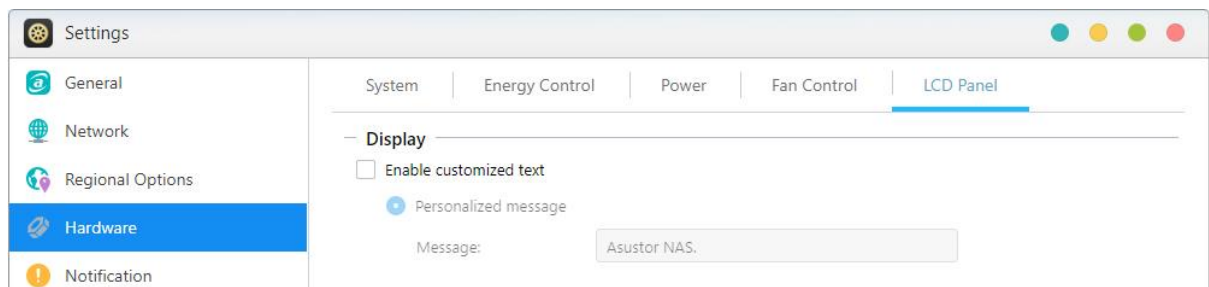 Settings
General
Network
Regional Options
Hardware
Notification
System Energy Control Power Fan Control LCD Panel
Display
Enable customized text
Personalized message
Message: Asustor NAS.